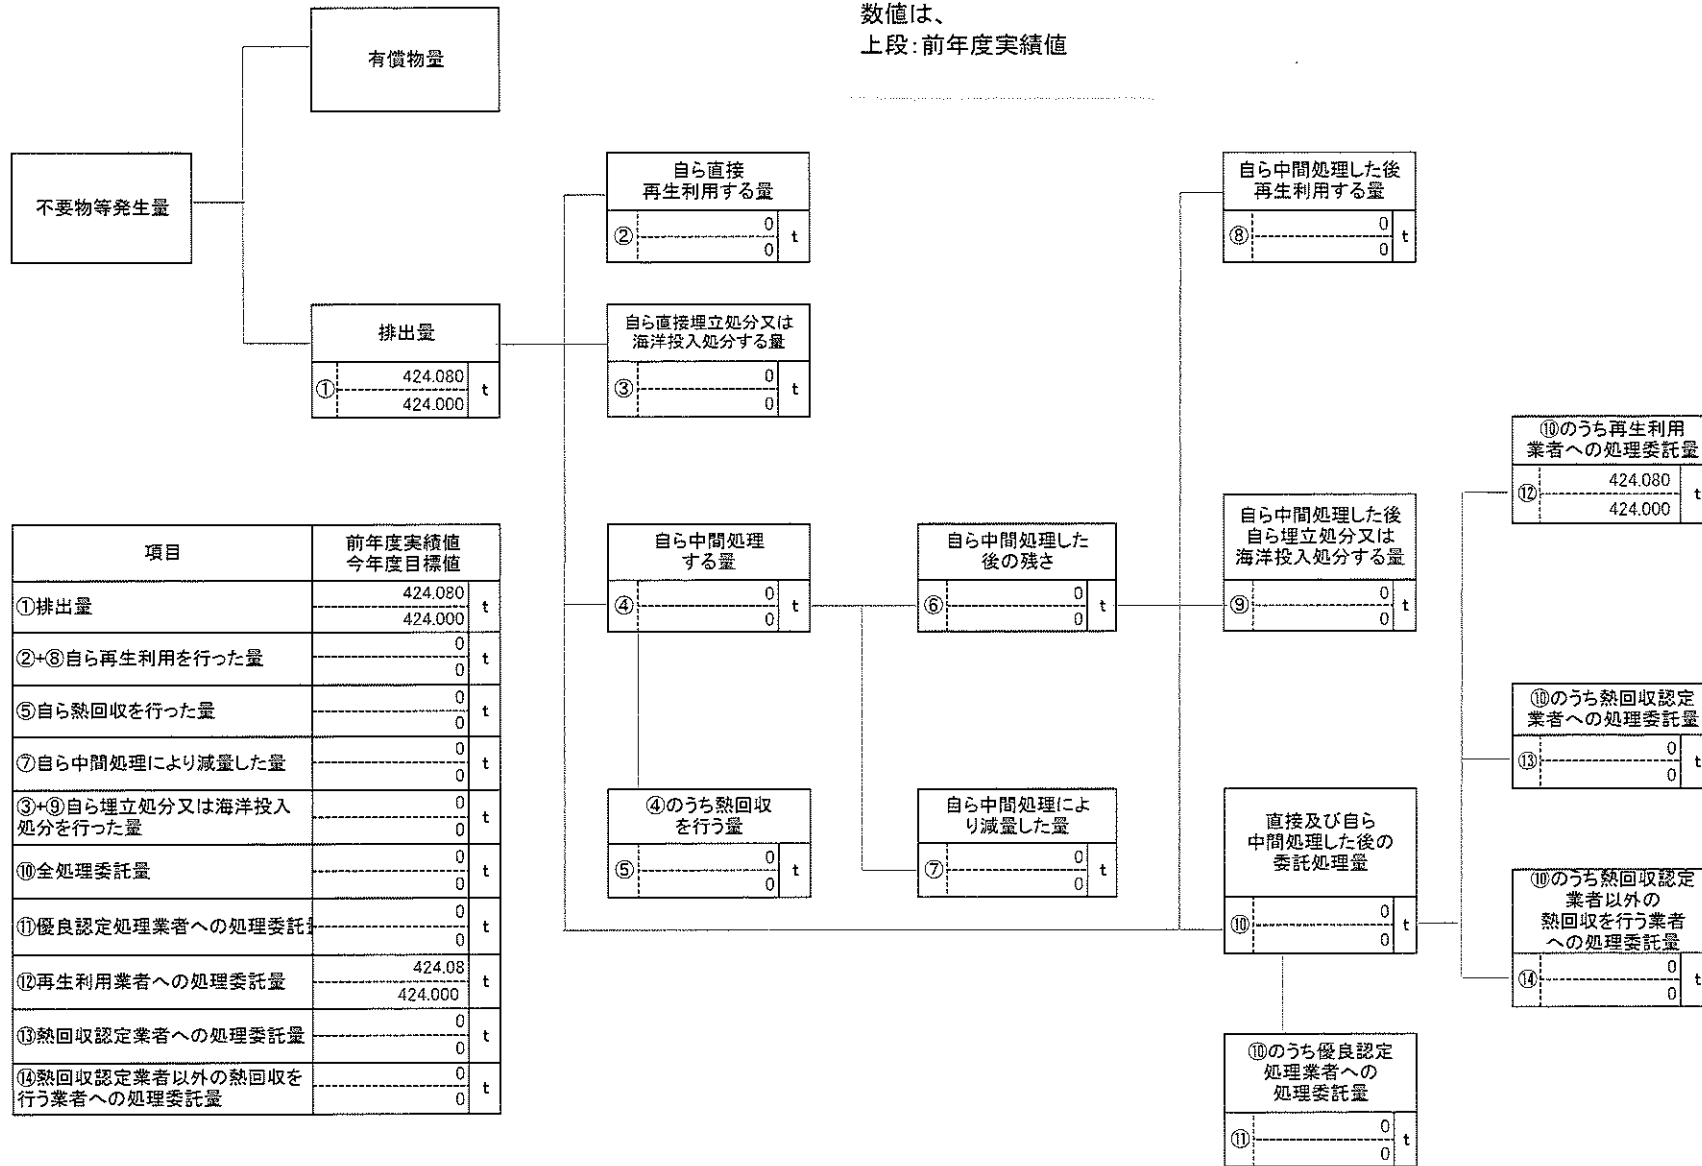 数値は、
上段:前年度実績値
有償物量
不要物等発生量
排出量
①
424.080
424.000
t
自ら直接
再生利用する量
②
0
0
t
自ら直接埋立処分又は
海洋投入処分する量
③
0
0
t
自ら中間処理
する量
④
0
0
t
④のうち熱回収
を行う量
⑤
0
0
t
自ら中間処理した
後の残さ
⑥
0
0
t
自ら中間処理によ
り減量した量
⑦
0
0
t
自ら中間処理した後
再生利用する量
⑧
0
0
t
自ら中間処理した後
自ら埋立処分又は
海洋投入処分する量
⑨
0
0
t
直接及び自ら
中間処理した後の
委託処理量
⑩
0
0
t
⑩のうち優良認定
処理業者への
処理委託量
⑪
0
0
t
⑩のうち再生利用
業者への処理委託量
⑫
424.080
424.000
t
⑩のうち熱回収認定
業者への処理委託量
⑬
0
0
t
⑩のうち熱回収認定
業者以外の
熱回収を行う業者
への処理委託量
⑭
0
0
t
項目
前年度実績値
今年度目標値
①排出量
424.080
424.000
t
②+⑧自ら再生利用を行った量
0
0
t
⑤自ら熱回収を行った量
0
0
t
⑦自ら中間処理により減量した量
0
0
t
③+⑨自ら埋立処分又は海洋投入
処分を行った量
0
0
t
⑩全処理委託量
0
0
t
⑪優良認定処理業者への処理委託
0
0
t
⑫再生利用業者への処理委託量
424.08
424.000
t
⑬熱回収認定業者への処理委託量
0
0
t
⑭熱回収認定業者以外の熱回収を
行う業者への処理委託量
0
0
t